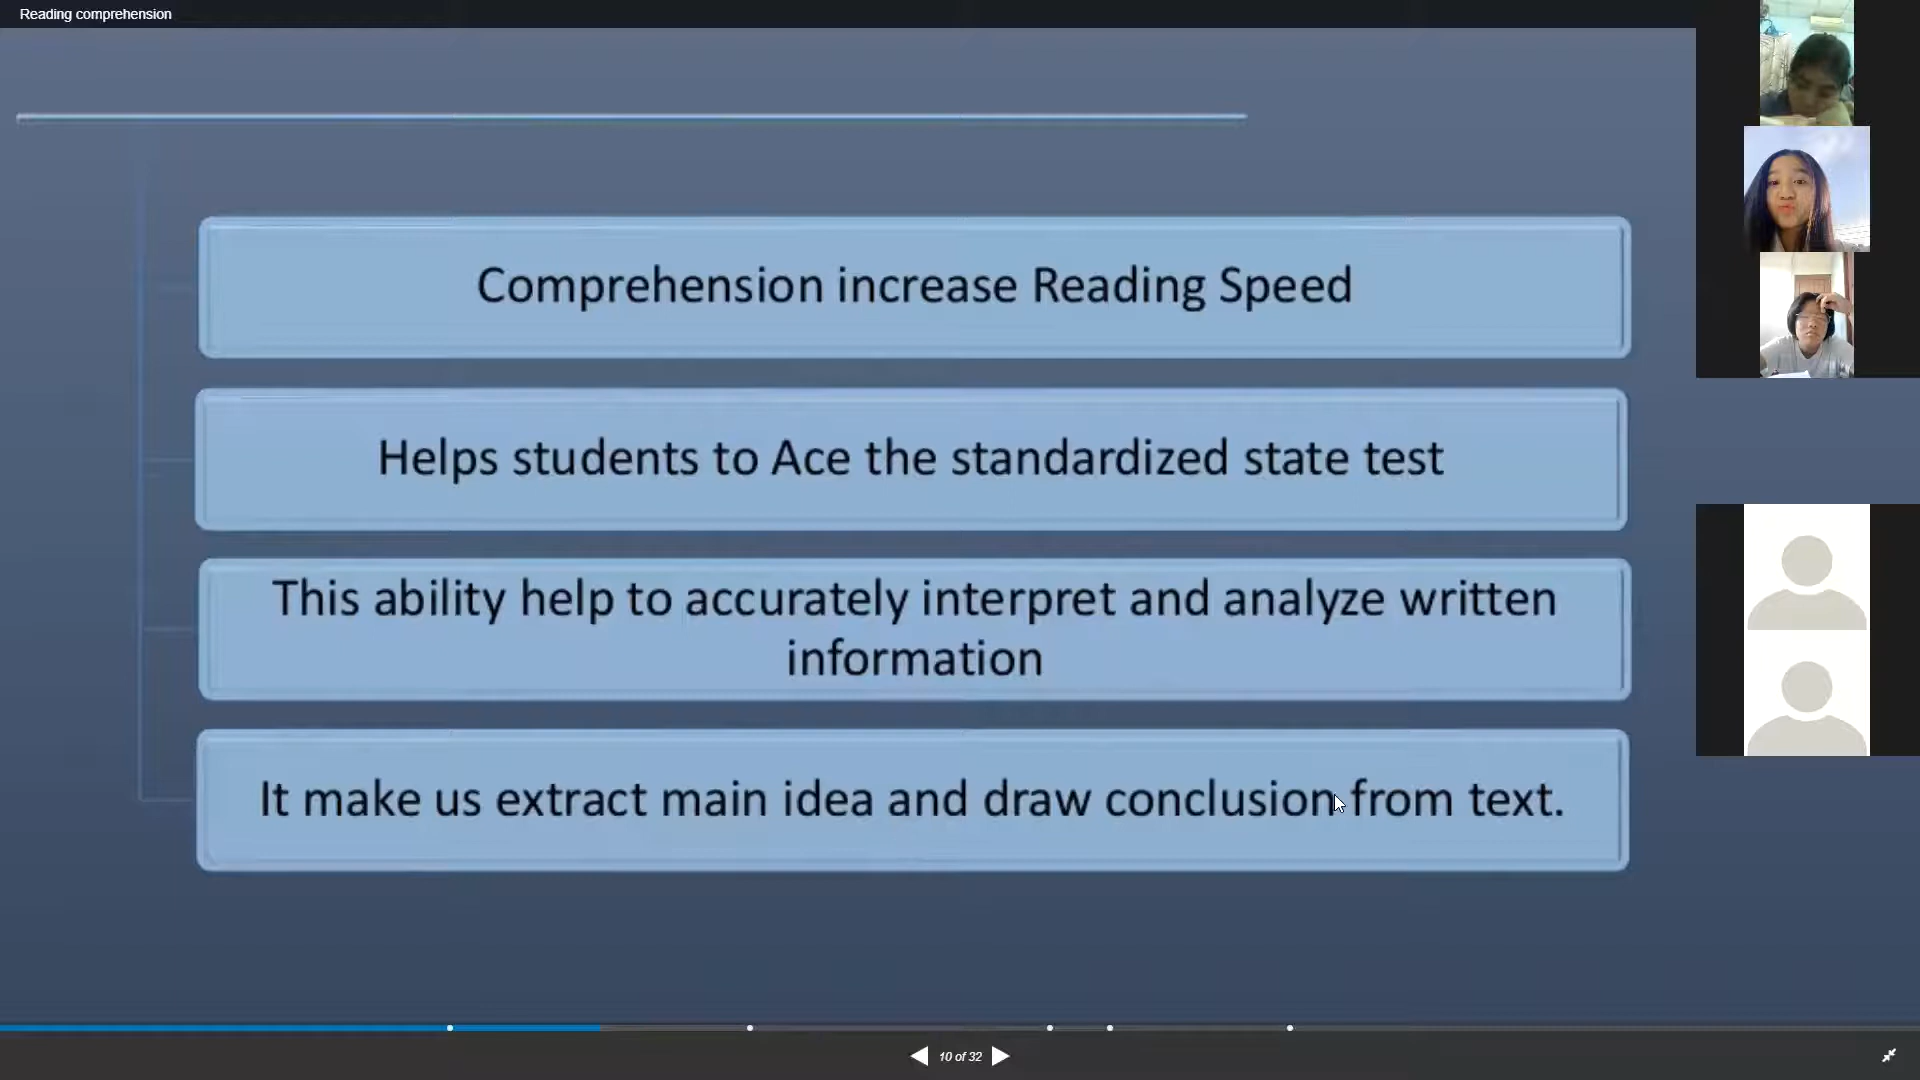 Reading comprehension
Comprehension increase Reading Speed
Helps students to Ace the standardized state test
This ability help to accurately interpret and analyze written
information
It make us extract main idea and draw conclusion from text.
10 of 32